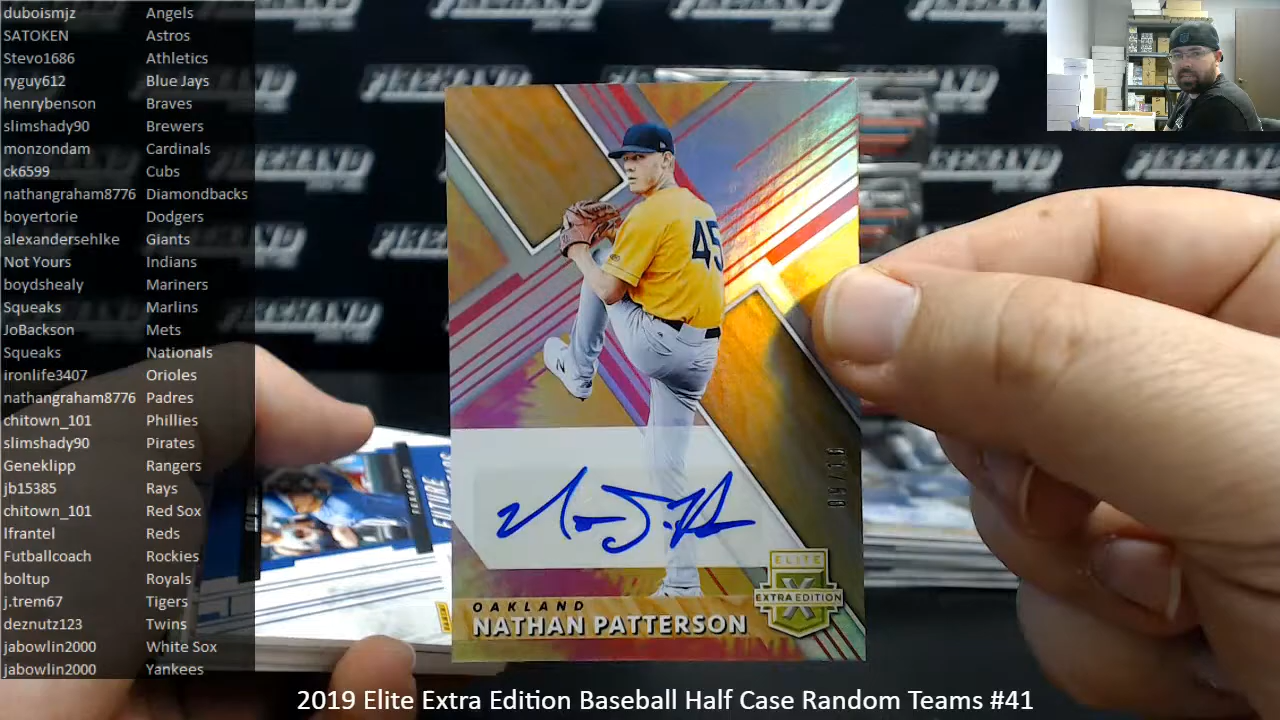 duboismjz Angels
SATOKEN Astros
Stevo1686 Athletics
ryguy612 Blue Jays
henrybenson Braves
slimshady90 Brewers
monzondam Cardinals
ck6599 Cubs
nathangraham8776 Diamondbacks
boyertorie Dodgers
alexandersehlke Giants
Not Yours Indians
boydshealy Mariners
Squeaks Marlins
JoBackson Mets
Squeaks Nationals
ironlife3407 Orioles
nathangraham8776 Padres
chitown_101 Phillies
slimshady90 Pirates
Geneklipp Rangers
jb15385 Rays
chitown_101 Red Sox
lfrantel Reds
Futballcoach Rockies
boltup Royals
j.trem67 Tigers
deznutz123 Twins
jabowlin2000 White Sox
jabowlin2000 Yankees
FIREHAND
45
ELITE
EXTRA EDITION
X
OAKLAND
NATHAN PATTERSON
FUTURE
2019 Elite Extra Edition Baseball Half Case Random Teams #41